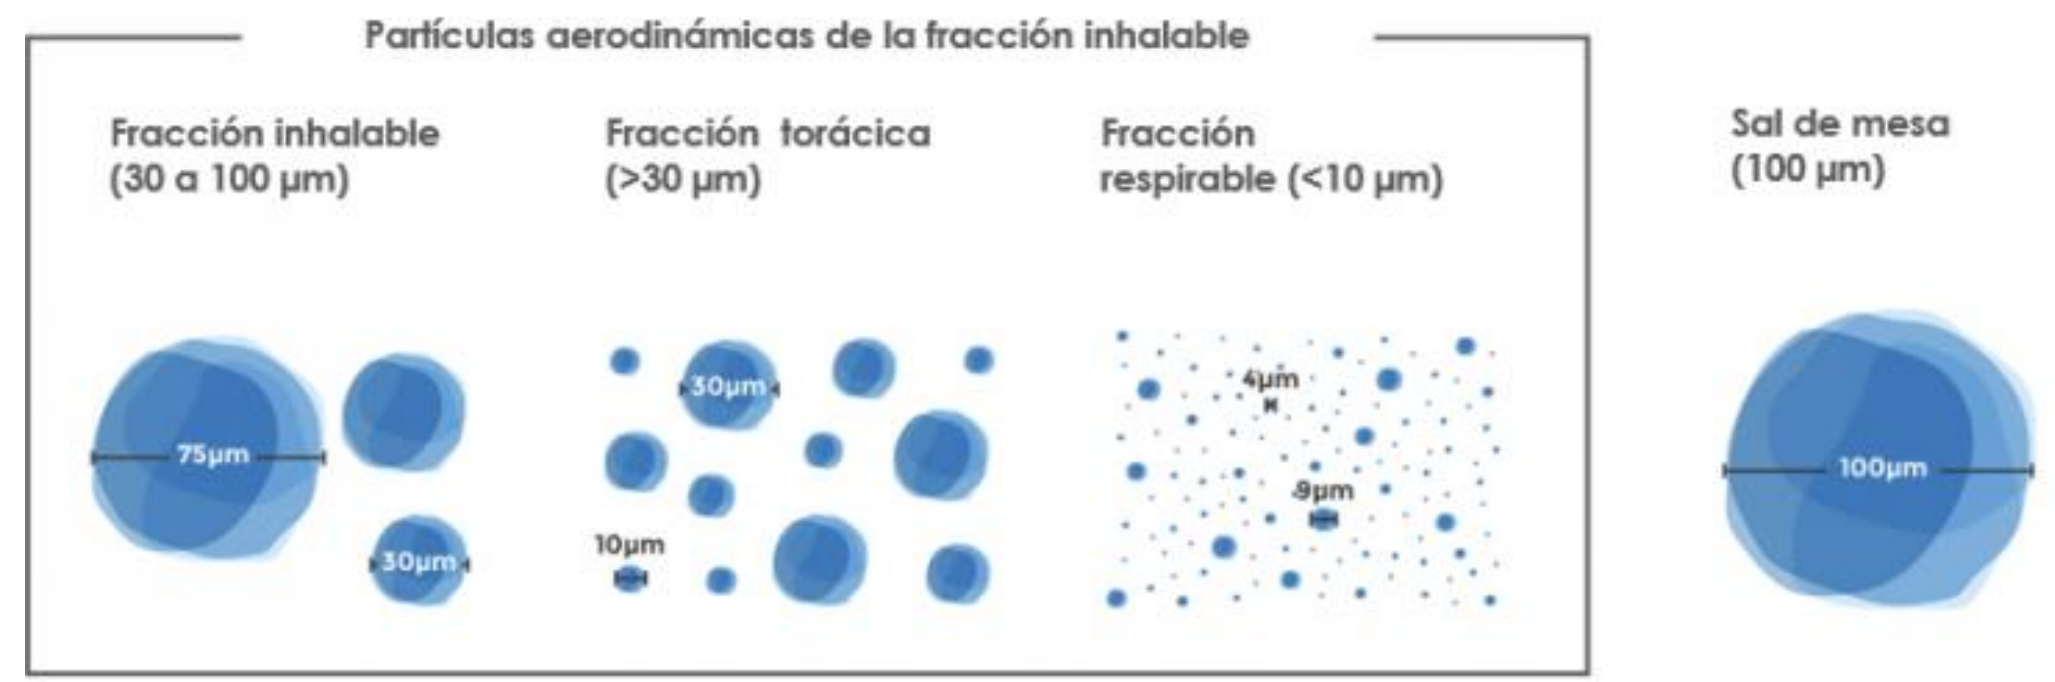 Partículas aerodinámicas de la fracción inhalable
Fracción inhalable
(30 a 100 µm)
Fracción torácica
(>30 µm)
Fracción
respirable (<10 µm)
Sal de mesa
(100 µm)
75µm
30µm
30µm
10µm
4µm
9µm
100µm